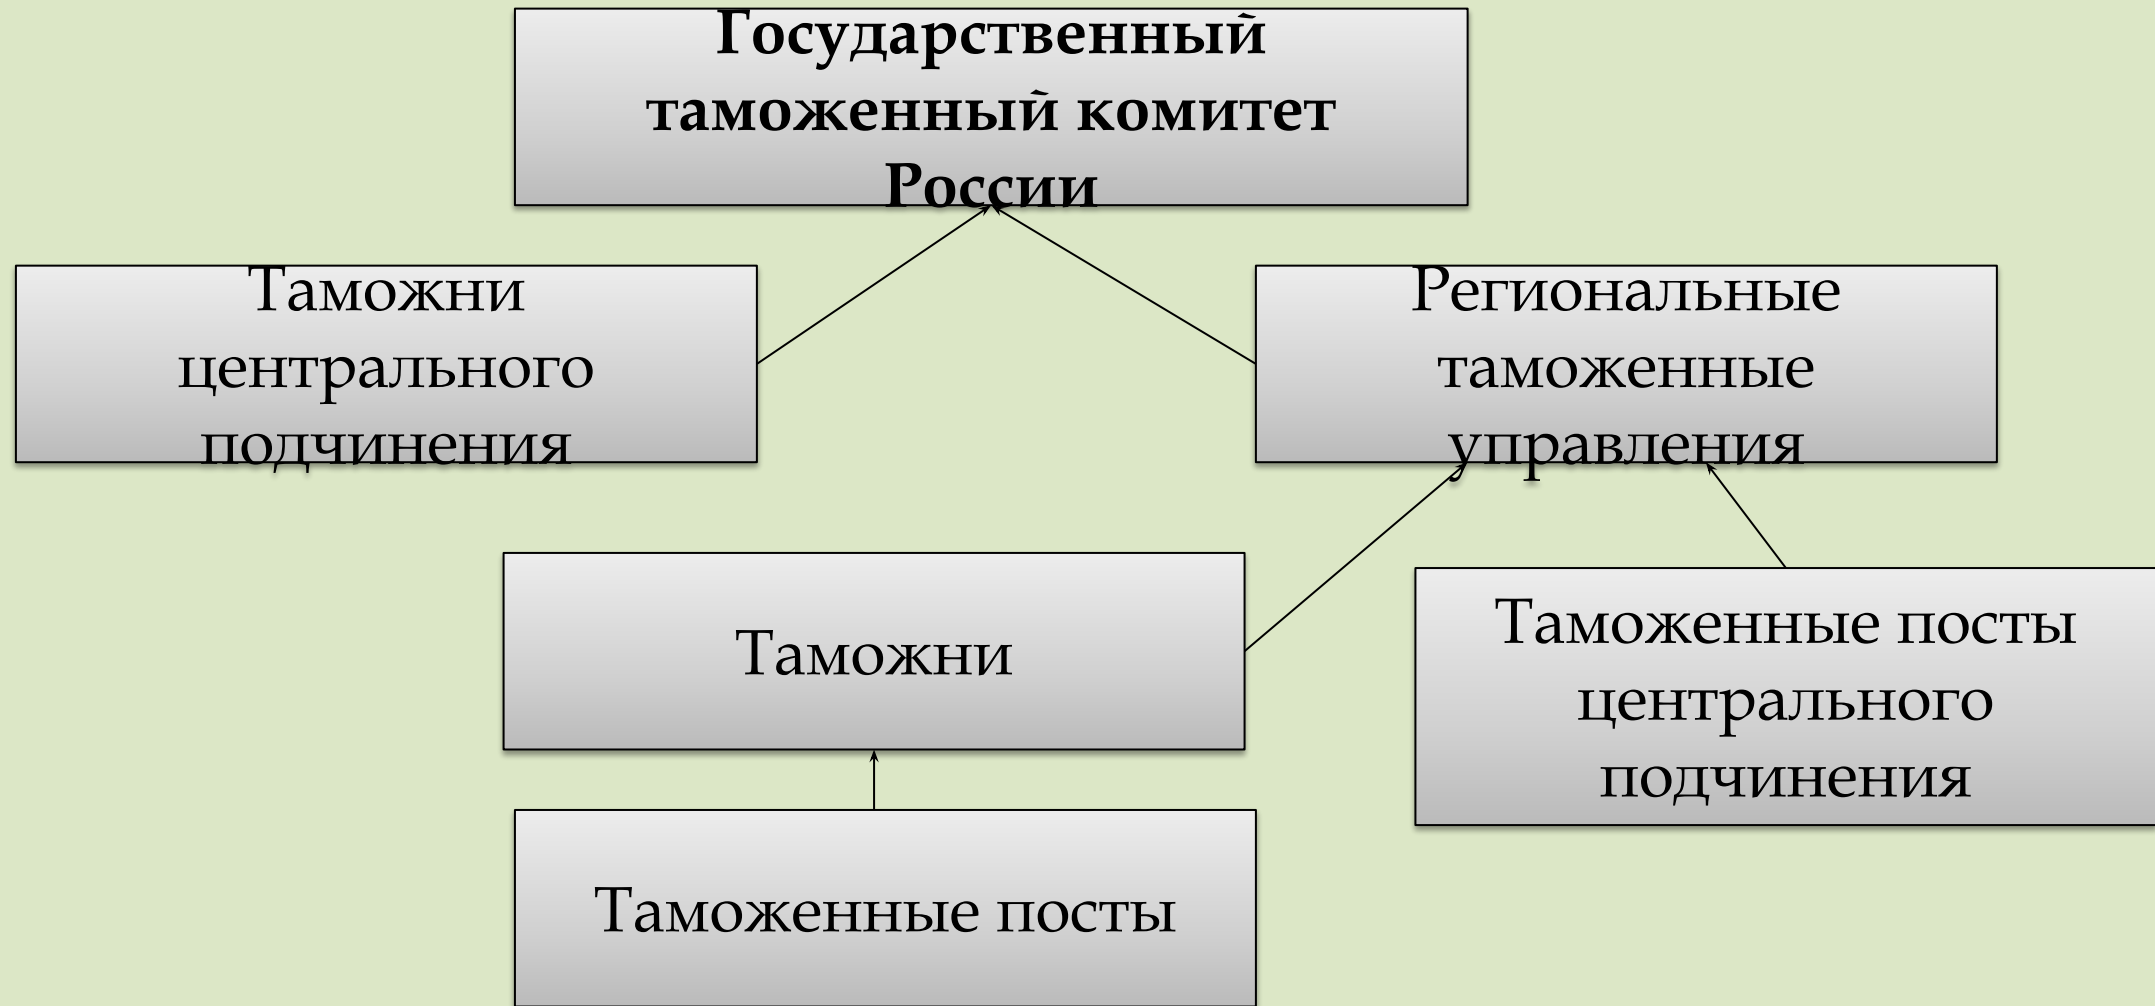 Государственный
таможенный комитет
России
Таможни
центрального
подчинения
Региональные
таможенные
управления
Таможни
Таможенные посты
центрального
подчинения
Таможенные посты